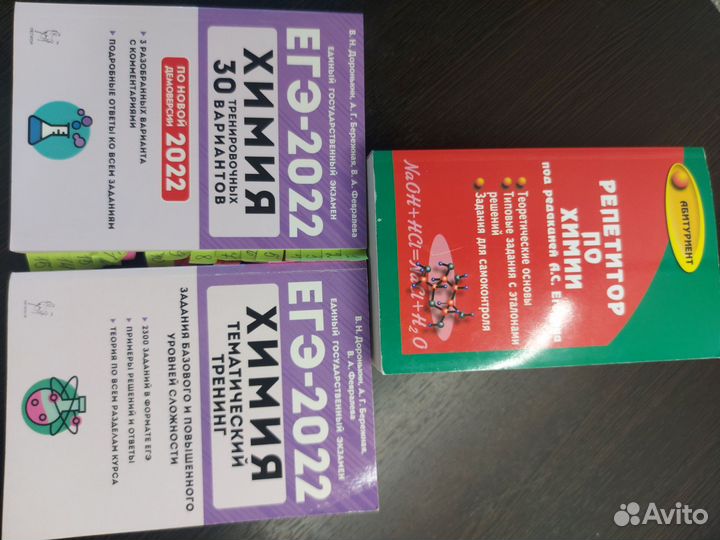 В. Н. Доронькин, А. Г. Бережная, В. А. Февралева
ЕДИНЫЙ ГОСУДАРСТВЕННЫЙ ЭКЗАМЕН
ЕГЭ-2022
ХИМИЯ
30 ТРЕНИРОВОЧНЫХ
ВАРИАНТОВ
ПО НОВОЙ
ДЕМОВЕРСИИ 2022
3 РАЗОБРАННЫХ ВАРИАНТА
С КОММЕНТАРИЯМИ
ПОДРОБНЫЕ ОТВЕТЫ КО ВСЕМ ЗАДАНИЯМ
В. Н. Доронькин, А. Г. Бережная,
В. А. Февралева
ЕДИНЫЙ ГОСУДАРСТВЕННЫЙ ЭКЗАМЕН
ЕГЭ-2022
ХИМИЯ
ТЕМАТИЧЕСКИЙ
ТРЕНИНГ
ЗАДАНИЯ БАЗОВОГО И ПОВЫШЕННОГО
УРОВНЕЙ СЛОЖНОСТИ
2300 ЗАДАНИЙ В ФОРМАТЕ ЕГЭ
ПРИМЕРЫ РЕШЕНИЙ И ОТВЕТЫ
ТЕОРИЯ ПО ВСЕМ РАЗДЕЛАМ КУРСА
АБИТУРИЕНТ
РЕПЕТИТОР
ПО
ХИМИИ
под редакцией А.С.
Теоретические основы
Типовые задания с эталонами
решений
Задания для самоконтроля
NaOH+HCl=NaCl+H₂O
Avito